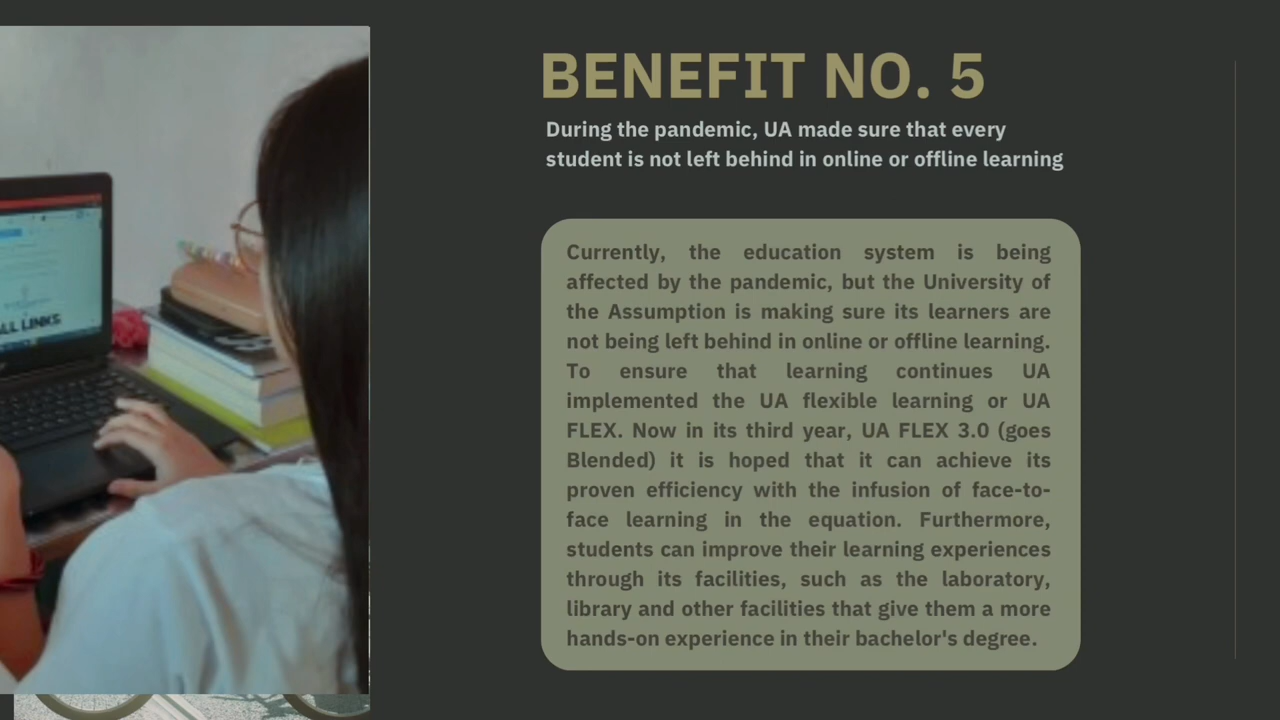 BENEFIT NO. 5
During the pandemic, UA made sure that every
student is not left behind in online or offline learning
Currently, the education system is being
affected by the pandemic, but the University of
the Assumption is making sure its learners are
not being left behind in online or offline learning.
To ensure that learning continues UA
implemented the UA flexible learning or UA
FLEX. Now in its third year, UA FLEX 3.0 (goes
Blended) it is hoped that it can achieve its
proven efficiency with the infusion of face-to-
face learning in the equation. Furthermore,
students can improve their learning experiences
through its facilities, such as the laboratory,
library and other facilities that give them a more
hands-on experience in their bachelor's degree.
ALL LINKS